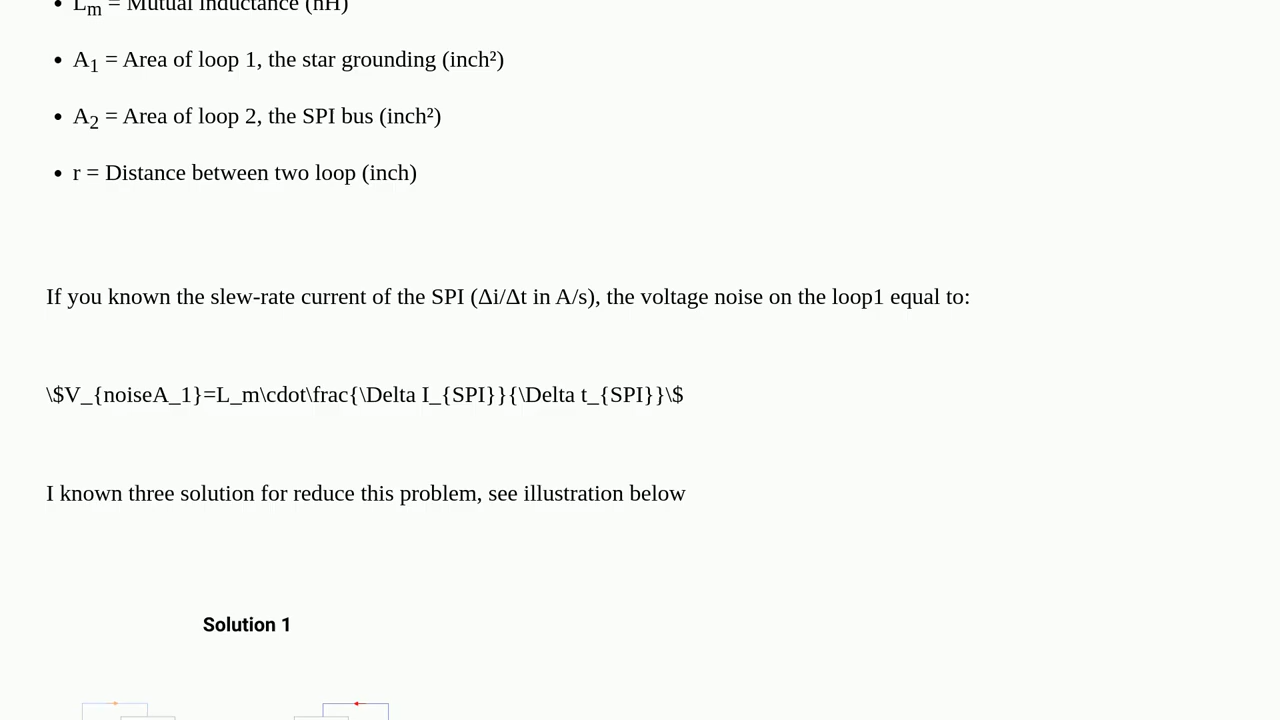 • Lm = Mutual inductance (nH)
• A1 = Area of loop 1, the star grounding (inch²)
• A2 = Area of loop 2, the SPI bus (inch²)
• r = Distance between two loop (inch)
If you known the slew-rate current of the SPI (Δi/Δt in A/s), the voltage noise on the loop1 equal to:
\$V_{noiseA_1}=L_m\cdot\frac{\Delta I_{SPI}}{\Delta t_{SPI}}\$
I known three solution for reduce this problem, see illustration below
Solution 1